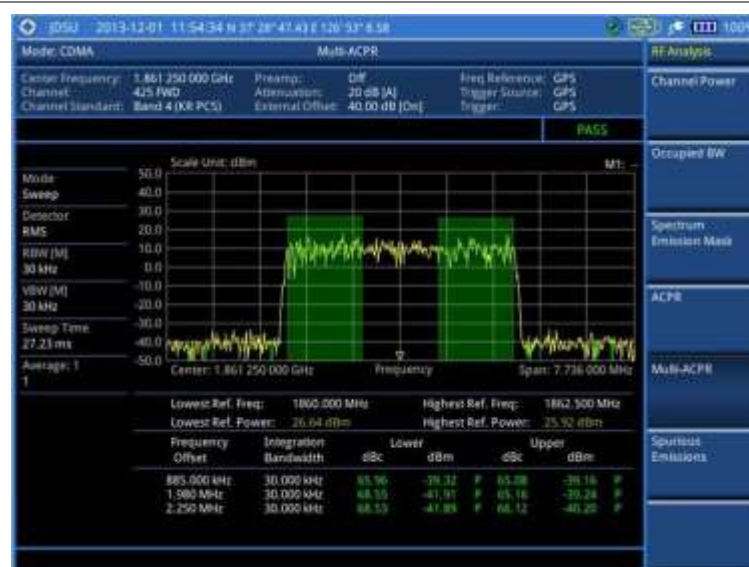 JDSU 2013-12-01 11:54:34 N 37° 28" 47.43 E 126° 53" 8.58 100%
Mode: CDMA Multi-ACPR RF Analysis
Center Frequency: 1.861 250 000 GHz Preamp: Off Freq Reference: GPS
Channel: 425 FWD Attenuation: 20 dB [A] Trigger Source: GPS
Channel Standard: Band 4 (KR PCS) External Offset: 40.00 dB [On] Trigger: GPS
Channel Power
PASS
Occupied BW
Scale Unit: dBm M1: --
Mode
Sweep
Detector
RMS
RBW [M]
30 kHz
VBW [M]
30 kHz
Sweep Time
27.23 ms
Average: 1
1
50.0
40.0
30.0
20.0
10.0
0.0
-10.0
-20.0
-30.0
-40.0
-50.0
Center: 1.861 250 000 GHz Frequency Span: 7.736 000 MHz
Spectrum
Emission Mask
ACPR
Multi-ACPR
Spurious
Emissions
Lowest Ref. Freq: 1860.000 MHz Highest Ref. Freq: 1862.500 MHz
Lowest Ref. Power: 26.64 dBm Highest Ref. Power: 25.92 dBm
Frequency Integration Lower Upper
Offset Bandwidth dBc dBm dBc dBm
885.000 kHz 30.000 kHz 65.96 -39.32 P 65.08 -39.16 P
1.980 MHz 30.000 kHz 68.55 -41.91 P 65.16 -39.24 P
2.250 MHz 30.000 kHz 68.53 -41.89 P 66.12 -40.20 P